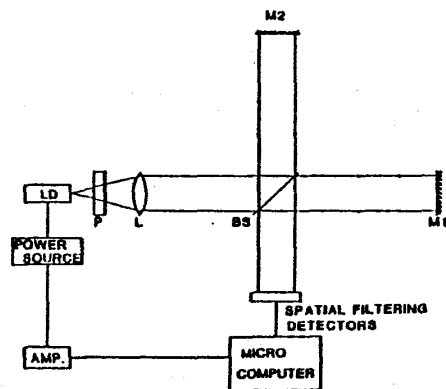 M2
LD
P
L
BS
M1
POWER
SOURCE
SPATIAL FILTERING
DETECTORS
AMP.
MICRO
COMPUTER